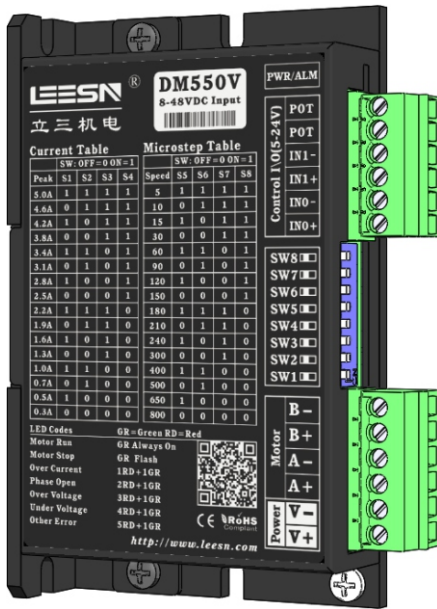 LEESN®
立三机电
DM550V
8-48VDC Input
Current Table
SW: OFF=0 ON=1
Peak S1 S2 S3 S4
5.0A 1 1 1 1
4.6A 0 1 1 1
4.2A 1 0 1 1
3.8A 0 0 1 1
3.4A 1 1 0 1
3.1A 0 1 0 1
2.8A 1 0 0 1
2.5A 0 0 0 1
2.2A 1 1 1 0
1.9A 0 1 1 0
1.6A 1 0 1 0
1.3A 0 0 1 0
1.0A 1 1 0 0
0.7A 0 1 0 0
0.5A 1 0 0 0
0.3A 0 0 0 0
Microstep Table
SW: OFF=0 ON=1
Speed S5 S6 S7 S8
5 1 1 1 1
10 0 1 1 1
15 1 0 1 1
30 0 0 1 1
60 1 1 0 1
90 0 1 0 1
120 1 0 0 1
150 0 0 0 1
180 1 1 1 0
210 0 1 1 0
240 1 0 1 0
300 0 0 1 0
400 1 1 0 0
500 0 1 0 0
650 1 0 0 0
800 0 0 0 0
LED Codes GR=Green RD=Red
Motor Run GR Always On
Motor Stop GR Flash
Over Current 1RD+1GR
Phase Open 2RD+1GR
Over Voltage 3RD+1GR
Under Voltage 4RD+1GR
Other Error 5RD+1GR
CE RoHS
Compliant
http://www.leesn.com
PWR/ALM
Control I\O(5-24V)
POT
POT
IN1-
IN1+
IN0-
IN0+
SW8
SW7
SW6
SW5
SW4
SW3
SW2
SW1
Motor
B-
B+
A-
A+
Power
V-
V+